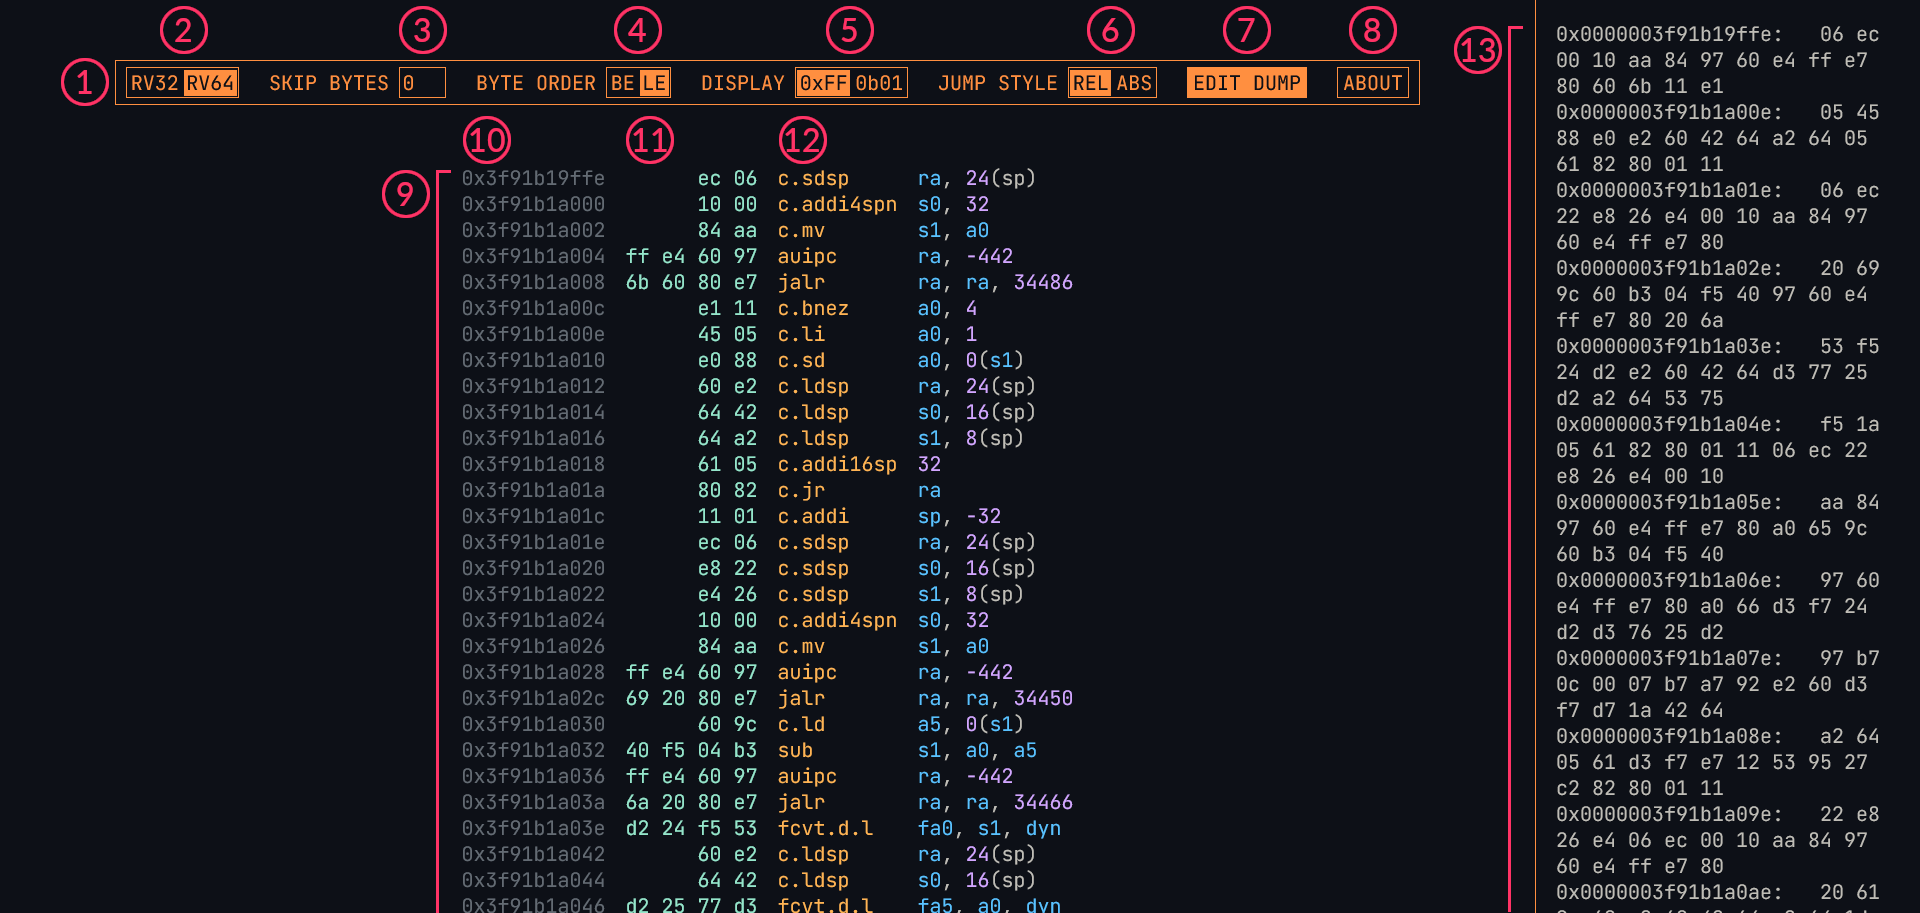 2 3 4 5 6 7 8
1 RV32 RV64 SKIP BYTES 0 BYTE ORDER BE LE DISPLAY 0xFF 0b01 JUMP STYLE REL ABS EDIT DUMP ABOUT
10 11 12
9
0x3f91b19ffe ec 06 c.sdsp ra, 24(sp)
0x3f91b1a000 10 00 c.addi4spn s0, 32
0x3f91b1a002 84 aa c.mv s1, a0
0x3f91b1a004 ff e4 60 97 auipc ra, -442
0x3f91b1a008 6b 60 80 e7 jalr ra, ra, 34486
0x3f91b1a00c e1 11 c.bnez a0, 4
0x3f91b1a00e 45 05 c.li a0, 1
0x3f91b1a010 e0 88 c.sd a0, 0(s1)
0x3f91b1a012 60 e2 c.ldsp ra, 24(sp)
0x3f91b1a014 64 42 c.ldsp s0, 16(sp)
0x3f91b1a016 64 a2 c.ldsp s1, 8(sp)
0x3f91b1a018 61 05 c.addi16sp 32
0x3f91b1a01a 80 82 c.jr ra
0x3f91b1a01c 11 01 c.addi sp, -32
0x3f91b1a01e ec 06 c.sdsp ra, 24(sp)
0x3f91b1a020 e8 22 c.sdsp s0, 16(sp)
0x3f91b1a022 e4 26 c.sdsp s1, 8(sp)
0x3f91b1a024 10 00 c.addi4spn s0, 32
0x3f91b1a026 84 aa c.mv s1, a0
0x3f91b1a028 ff e4 60 97 auipc ra, -442
0x3f91b1a02c 69 20 80 e7 jalr ra, ra, 34450
0x3f91b1a030 60 9c c.ld a5, 0(s1)
0x3f91b1a032 40 f5 04 b3 sub s1, a0, a5
0x3f91b1a036 ff e4 60 97 auipc ra, -442
0x3f91b1a03a 6a 20 80 e7 jalr ra, ra, 34466
0x3f91b1a03e d2 24 f5 53 fcvt.d.l fa0, s1, dyn
0x3f91b1a042 60 e2 c.ldsp ra, 24(sp)
0x3f91b1a044 64 42 c.ldsp s0, 16(sp)
0x3f91b1a046 d2 25 77 d3 fcvt.d.l fa5, a0, dyn
13
0x0000003f91b19ffe: 06 ec
00 10 aa 84 97 60 e4 ff e7
80 60 6b 11 e1
0x0000003f91b1a00e: 05 45
88 e0 e2 60 42 64 a2 64 05
61 82 80 01 11
0x0000003f91b1a01e: 06 ec
22 e8 26 e4 00 10 aa 84 97
60 e4 ff e7 80
0x0000003f91b1a02e: 20 69
9c 60 b3 04 f5 40 97 60 e4
ff e7 80 20 6a
0x0000003f91b1a03e: 53 f5
24 d2 e2 60 42 64 d3 77 25
d2 a2 64 53 75
0x0000003f91b1a04e: f5 1a
05 61 82 80 01 11 06 ec 22
e8 26 e4 00 10
0x0000003f91b1a05e: aa 84
97 60 e4 ff e7 80 a0 65 9c
60 b3 04 f5 40
0x0000003f91b1a06e: 97 60
e4 ff e7 80 a0 66 d3 f7 24
d2 d3 76 25 d2
0x0000003f91b1a07e: 97 b7
0c 00 07 b7 a7 92 e2 60 d3
f7 d7 1a 42 64
0x0000003f91b1a08e: a2 64
05 61 d3 f7 e7 12 53 95 27
c2 82 80 01 11
0x0000003f91b1a09e: 22 e8
26 e4 06 ec 00 10 aa 84 97
60 e4 ff e7 80
0x0000003f91b1a0ae: 20 61